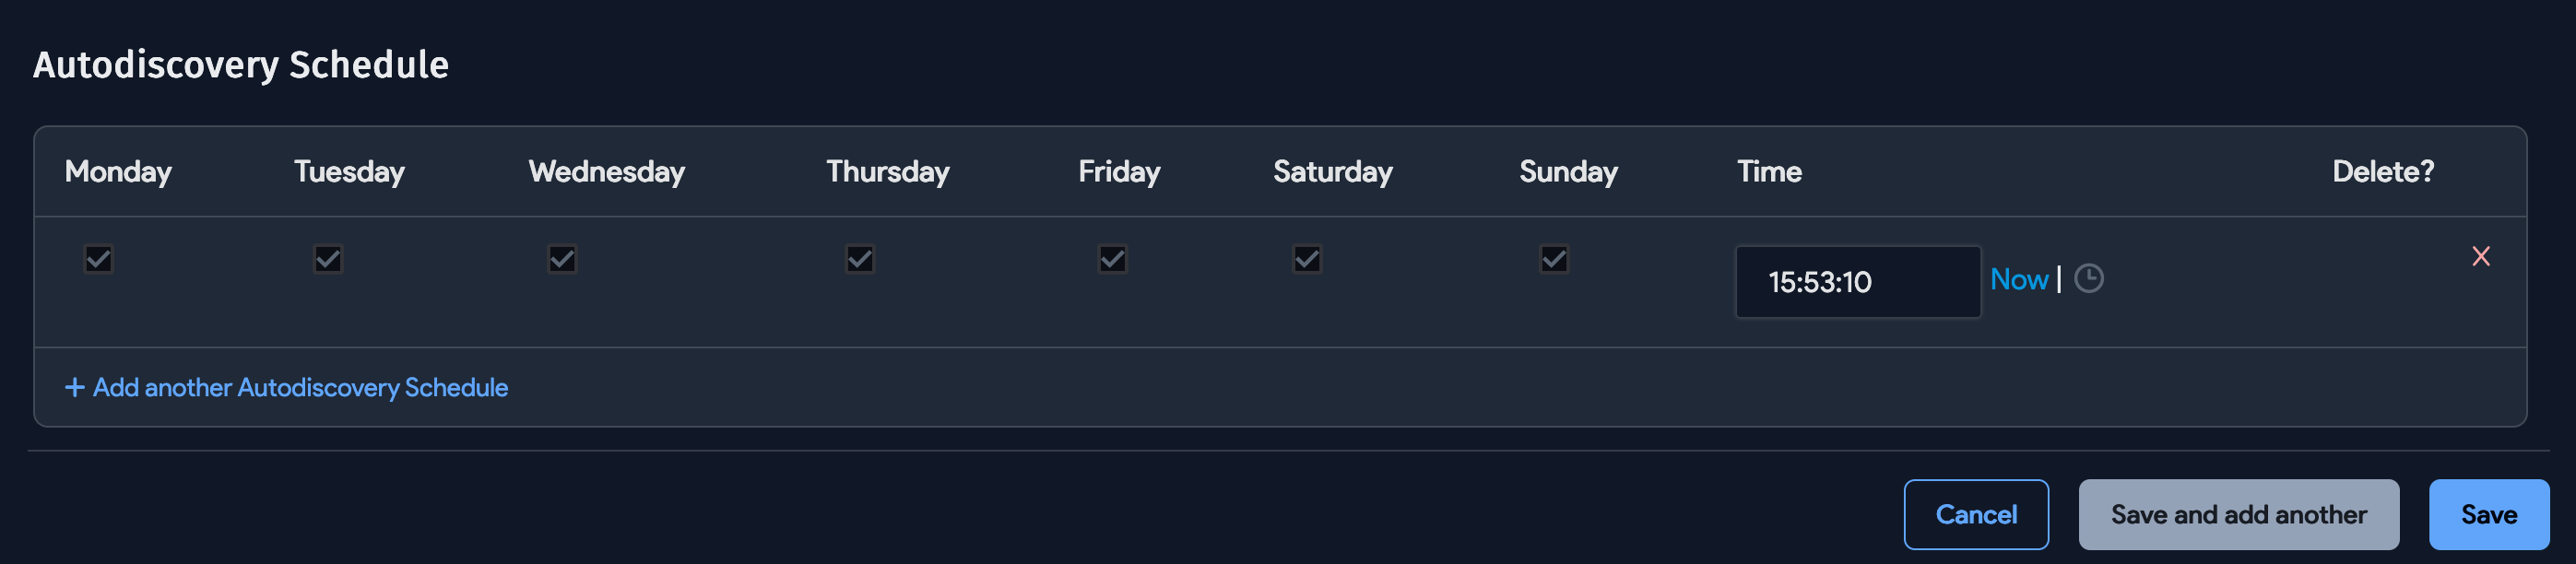 Autodiscovery Schedule
Monday Tuesday Wednesday Thursday Friday Saturday Sunday Time Delete?
15:53:10 Now |
+ Add another Autodiscovery Schedule
Cancel Save and add another Save